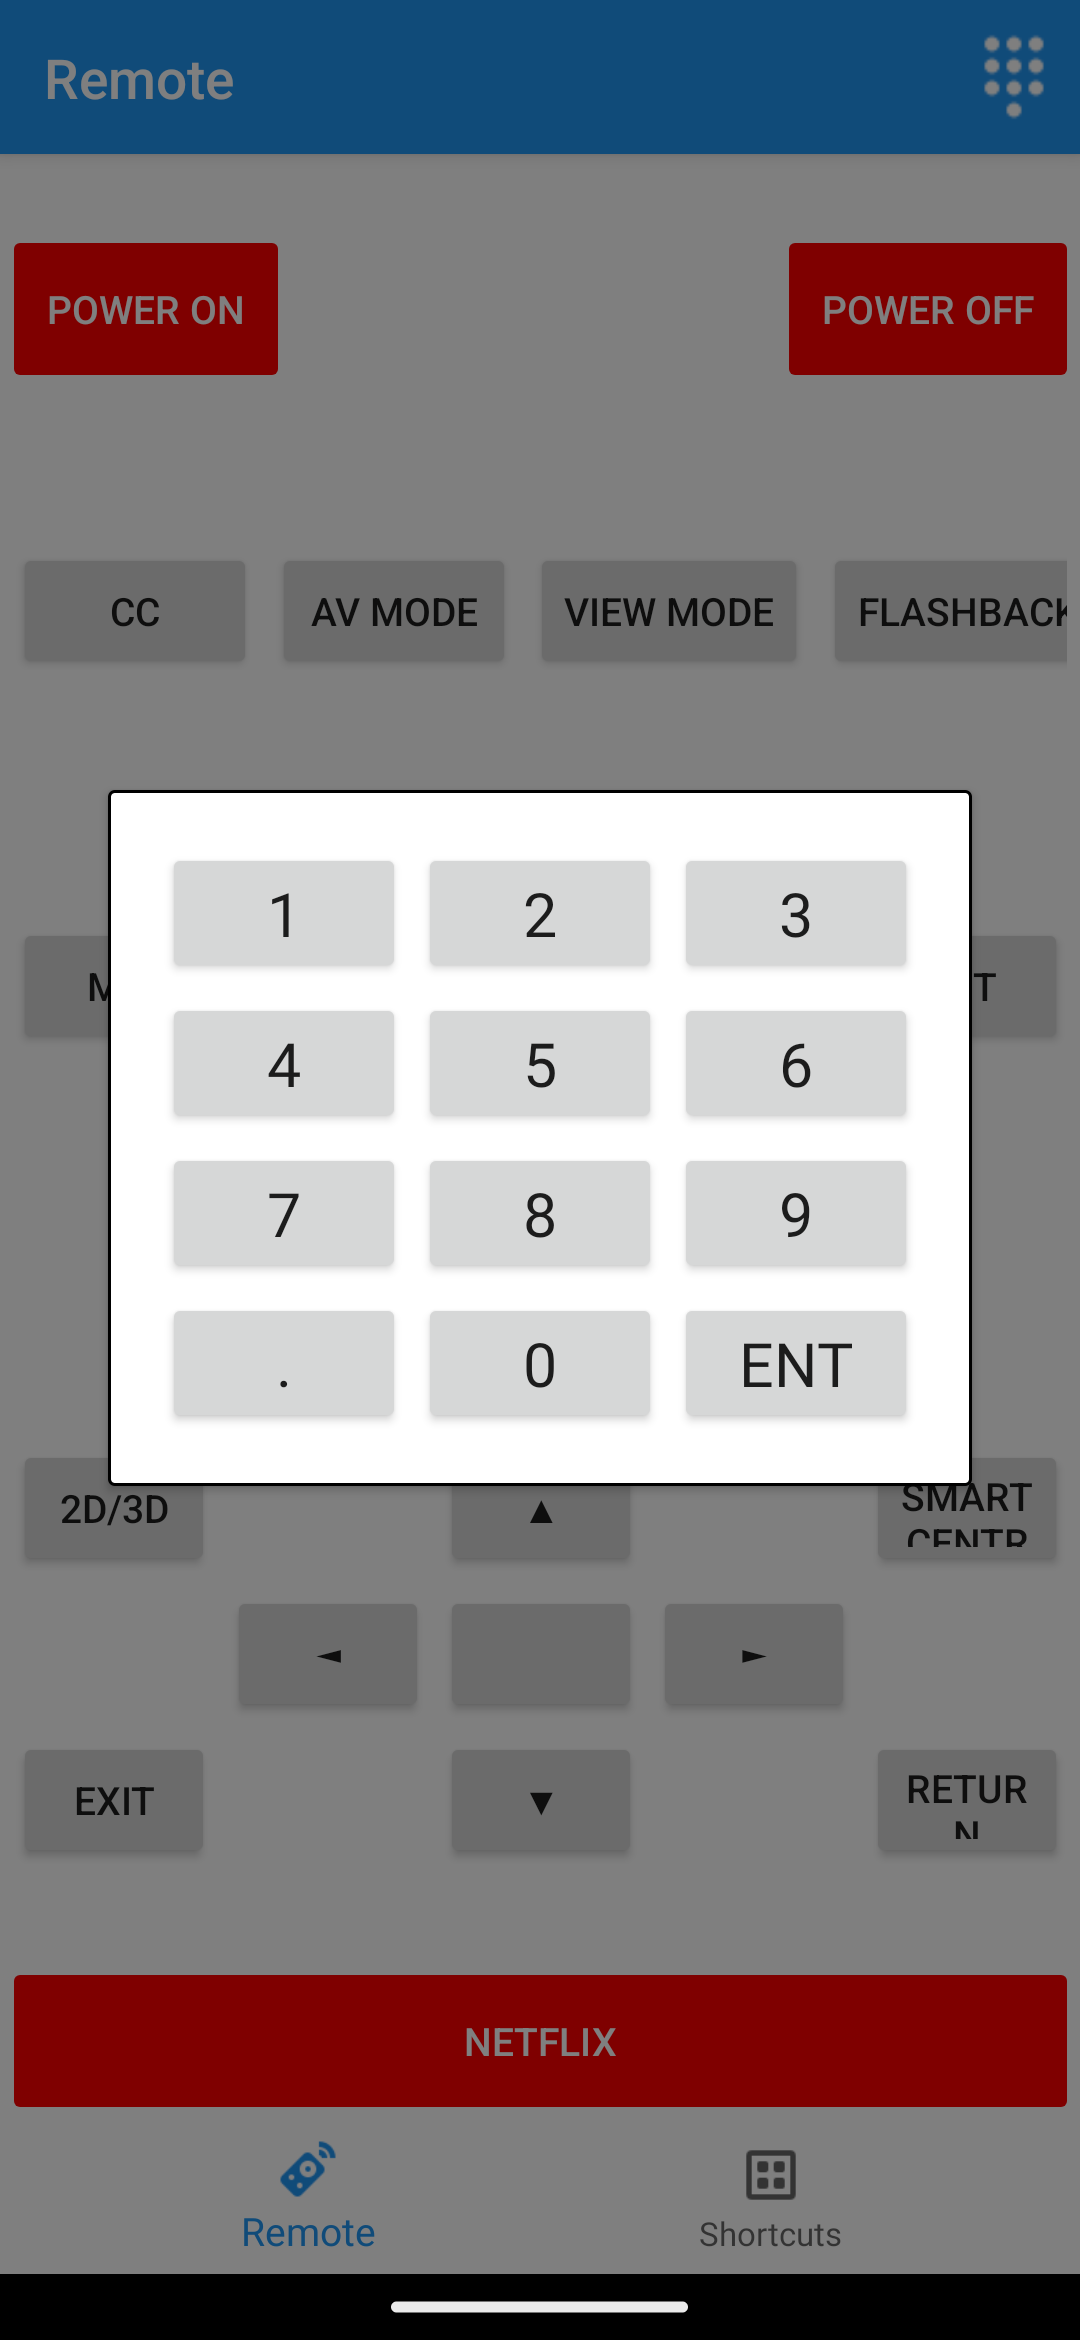 Remote
POWER ON
POWER OFF
CC
AV MODE
VIEW MODE
FLASHBACK
1
2
3
M
T
4
5
6
7
8
9
.
0
ENT
2D/3D
▲
SMART
CENTR
◄
►
EXIT
▼
RETUR
N
NETFLIX
Remote
Shortcuts